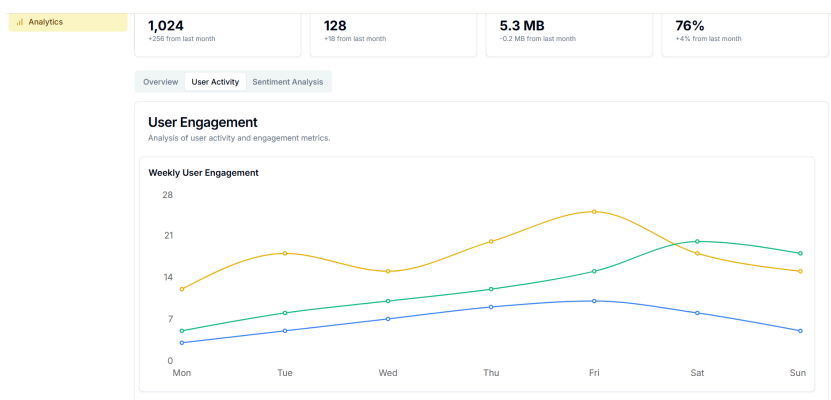 Analytics
1,024
+256 from last month
128
+18 from last month
5.3 MB
-0.2 MB from last month
76%
+4% from last month
Overview User Activity Sentiment Analysis
User Engagement
Analysis of user activity and engagement metrics.
Weekly User Engagement
28
21
14
7
0
Mon Tue Wed Thu Fri Sat Sun